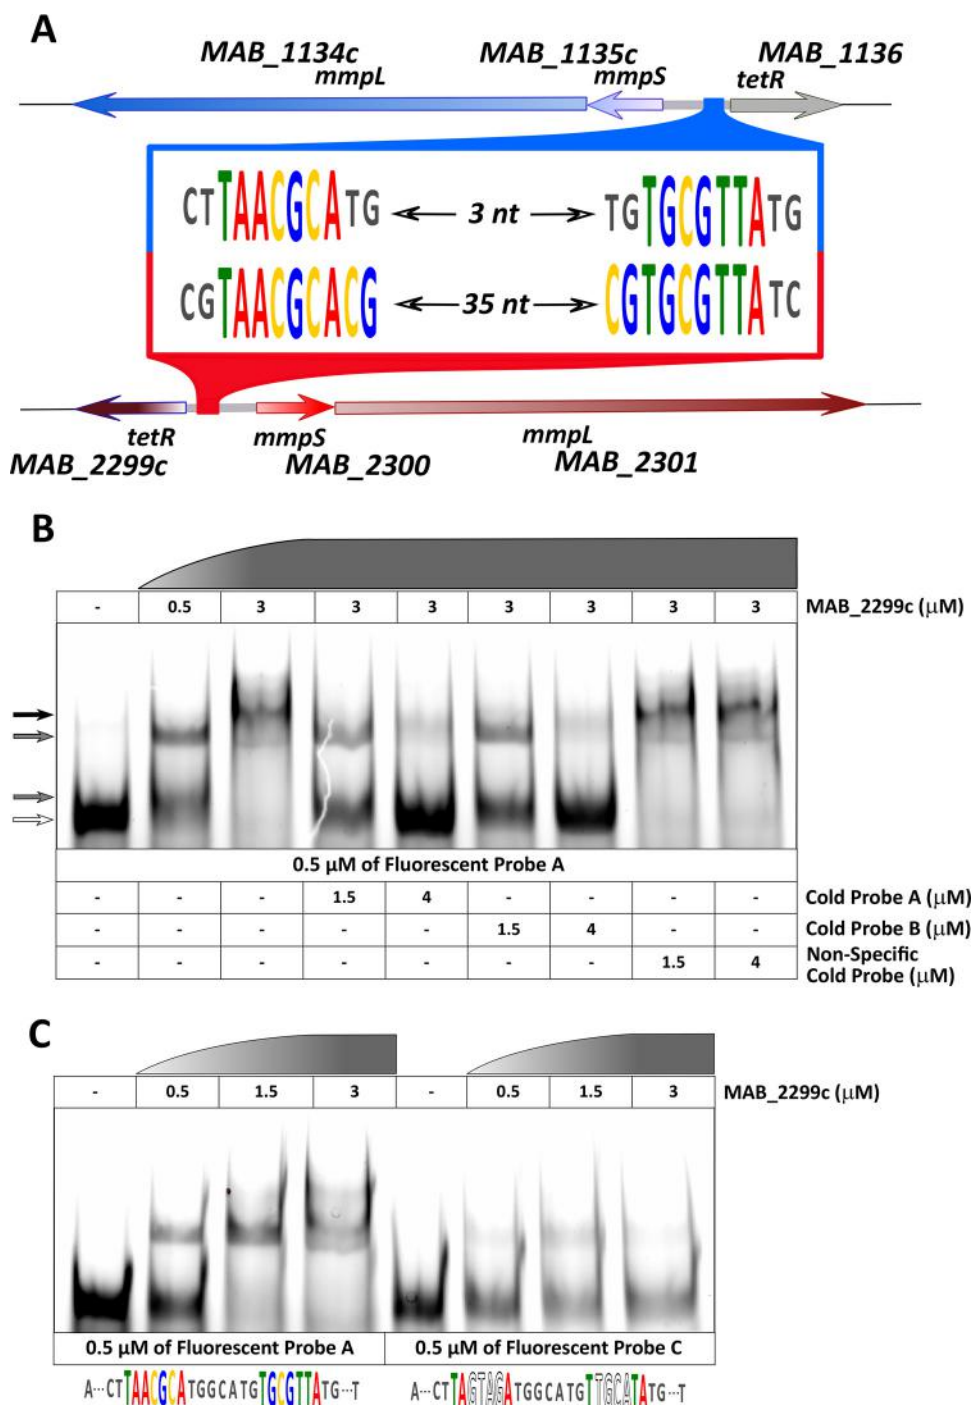 A
MAB_1134c MAB_1135c MAB_1136
mmpL mmpS tetR
CTTAACGCATG 3 nt TGTGCGTTATG
CGTAACGCACG 35 nt CGTGCGTTATC
tetR mmpS mmpL
MAB_2299c MAB_2300 MAB_2301
B
- 0.5 3 3 3 3 3 3 3 MAB_2299c (µM)
0.5 µM of Fluorescent Probe A
- - - 1.5 4 - - - - Cold Probe A (µM)
- - - - - 1.5 4 - - Cold Probe B (µM)
- - - - - - - 1.5 4 Non-Specific
Cold Probe (µM)
C
- 0.5 1.5 3 - 0.5 1.5 3 MAB_2299c (µM)
0.5 µM of Fluorescent Probe A 0.5 µM of Fluorescent Probe C
A···CTTAACGCATGGCATGTGCGTTATG···T A···CTTAGTAGATGGCATGTTGCATATG···T